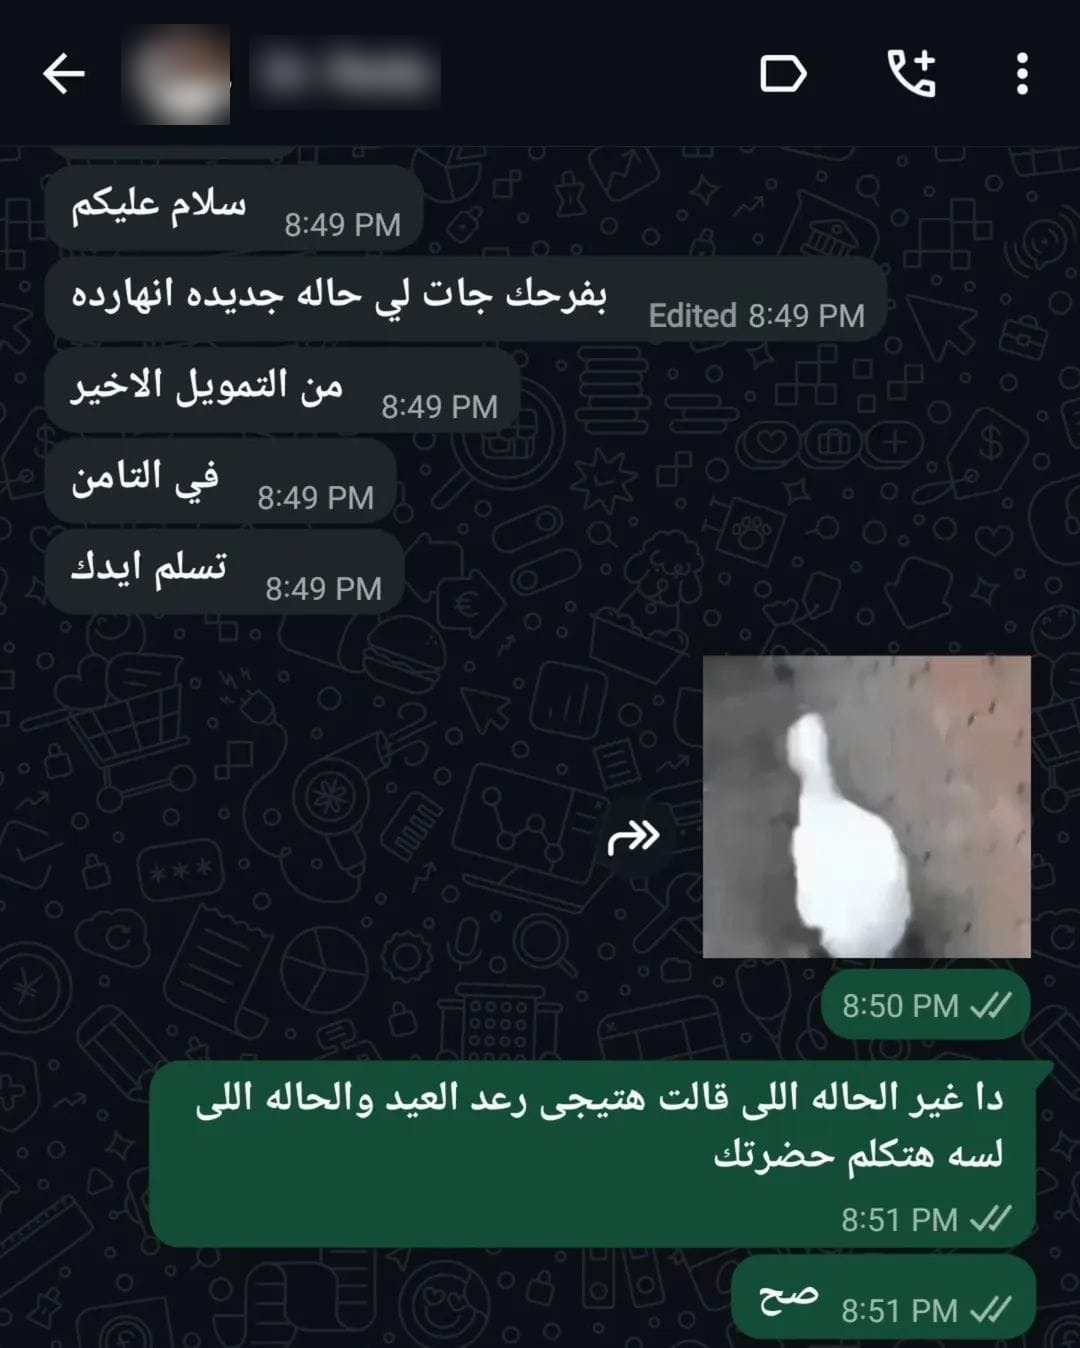 سلام عليكم
8:49 PM
بفرحك جات لي حاله جديده انهارده
Edited 8:49 PM
من التمويل الاخير
8:49 PM
في التامن
8:49 PM
تسلم ايدك
8:49 PM
8:50 PM
دا غير الحاله اللى قالت هتيجى رعد العيد والحاله اللى
لسه هتكلم حضرتك
8:51 PM
صح
8:51 PM